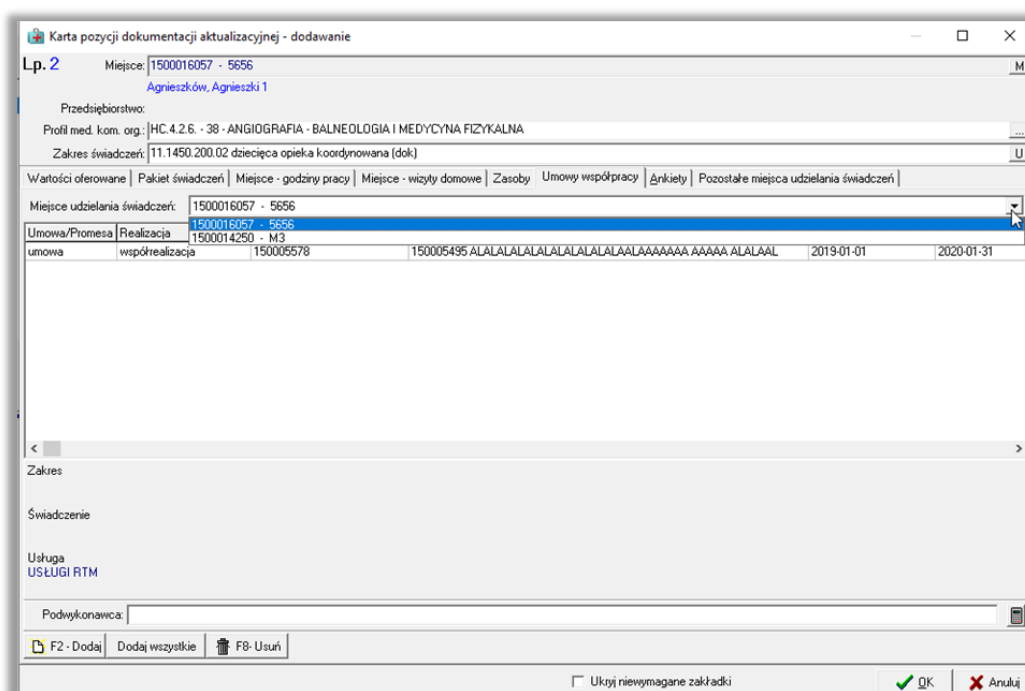 Karta pozycji dokumentacji aktualizacyjnej - dodawanie
Lp. 2 Miejsce: 1500016057 - 5656 M
Agnieszków, Agnieszki 1
Przedsiębiorstwo:
Profil med. kom. org.: HC.4.2.6. - 38 - ANGIOGRAFIA - BALNEOLOGIA I MEDYCYNA FIZYKALNA ...
Zakres świadczeń: 11.1450.200.02 dziecięca opieka koordynowana (dok) U
Wartości oferowane Pakiet świadczeń Miejsce - godziny pracy Miejsce - wizyty domowe Zasoby Umowy współpracy Ankiety Pozostałe miejsca udzielania świadczeń
Miejsce udzielania świadczeń: 1500016057 - 5656
1500016057 - 5656
1500014250 - M3
Umowa/Promesa Realizacja
umowa współrealizacja 150005578 150005495 2019-01-01 2020-01-31
Zakres
Świadczenie
Usługa
USŁUGI RTM
Podwykonawca:
F2 - Dodaj Dodaj wszystkie F8- Usuń
Ukryj niewymagane zakładki OK Anuluj